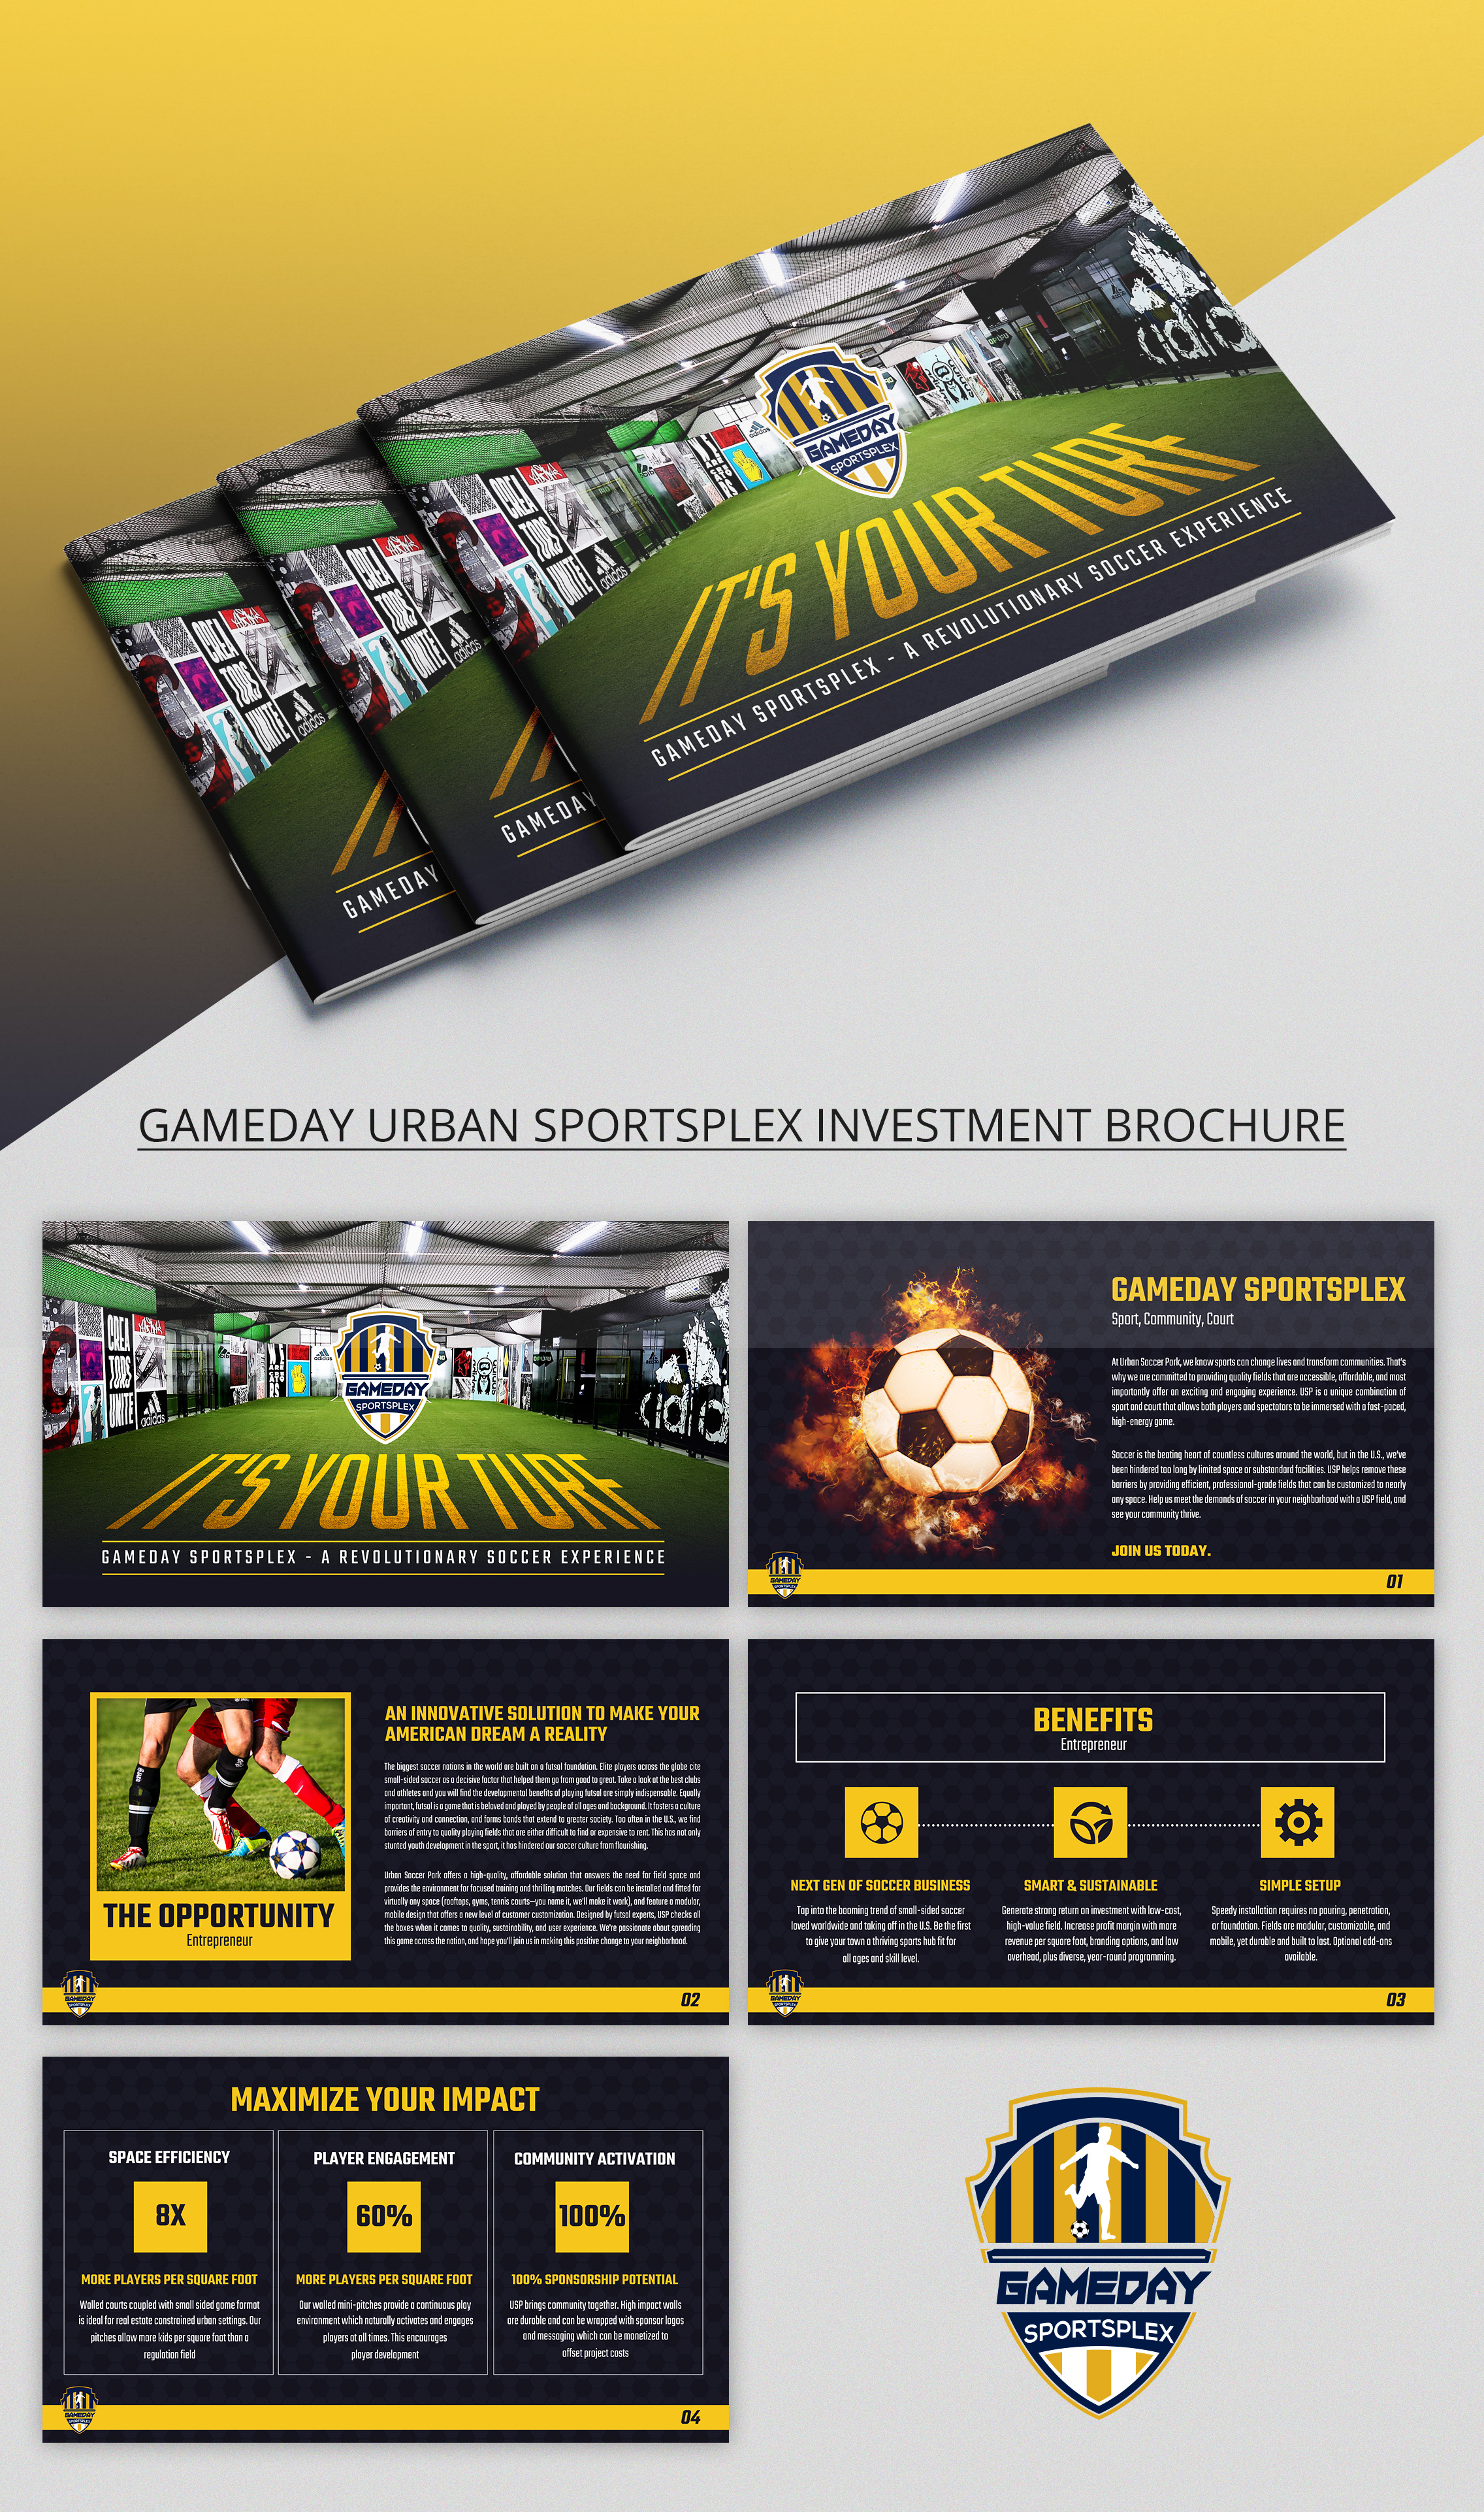 CREA
TORS
UNITE
adidas
GAMEDAY
SPORTSPLEX
IT'S YOUR TURF
GAMEDAY SPORTSPLEX - A REVOLUTIONARY SOCCER EXPERIENCE
CREA
TORS
UNITE
adidas
GAMEDAY
CREA
TORS
UNITE
adidas
GAMEDAY
GAMEDAY URBAN SPORTSPLEX INVESTMENT BROCHURE
CREA
TORS
UNITE
adidas
adidas
GAMEDAY
SPORTSPLEX
IT'S YOUR TURF
GAMEDAY SPORTSPLEX - A REVOLUTIONARY SOCCER EXPERIENCE
GAMEDAY SPORTSPLEX
Sport, Community, Court
At Urban Soccer Park, we know sports can change lives and transform communities. That's
why we are committed to providing quality fields that are accessible, affordable, and most
importantly offer an exciting and engaging experience. USP is a unique combination of
sport and court that allows both players and spectators to be immersed with a fast-paced,
high-energy game.
Soccer is the beating heart of countless cultures around the world, but in the U.S., we've
been hindered too long by limited space or substandard facilities. USP helps remove these
barriers by providing efficient, professional-grade fields that can be customized to nearly
any space. Help us meet the demands of soccer in your neighborhood with a USP field, and
see your community thrive.
JOIN US TODAY.
GAMEDAY
SPORTSPLEX
01
THE OPPORTUNITY
Entrepreneur
AN INNOVATIVE SOLUTION TO MAKE YOUR
AMERICAN DREAM A REALITY
The biggest soccer nations in the world are built on a futsal foundation. Elite players across the globe cite
small-sided soccer as a decisive factor that helped them go from good to great. Take a look at the best clubs
and athletes and you will find the developmental benefits of playing futsal are simply indispensable. Equally
important, futsal is a game that is beloved and played by people of all ages and background. It fosters a culture
of creativity and connection, and forms bonds that extend to greater society. Too often in the U.S., we find
barriers of entry to quality playing fields that are either difficult to find or expensive to rent. This has not only
stunted youth development in the sport, it has hindered our soccer culture from flourishing.
Urban Soccer Park offers a high-quality, affordable solution that answers the need for field space and
provides the environment for focused training and thrilling matches. Our fields can be installed and fitted for
virtually any space (rooftops, gyms, tennis courts—you name it, we'll make it work), and feature a modular,
mobile design that offers a new level of customer customization. Designed by futsal experts, USP checks all
the boxes when it comes to quality, sustainability, and user experience. We're passionate about spreading
this game across the nation, and hope you'll join us in making this positive change to your neighborhood.
GAMEDAY
SPORTSPLEX
02
BENEFITS
Entrepreneur
NEXT GEN OF SOCCER BUSINESS
Tap into the booming trend of small-sided soccer
loved worldwide and taking off in the U.S. Be the first
to give your town a thriving sports hub fit for
all ages and skill level.
SMART & SUSTAINABLE
Generate strong return on investment with low-cost,
high-value field. Increase profit margin with more
revenue per square foot, branding options, and low
overhead, plus diverse, year-round programming.
SIMPLE SETUP
Speedy installation requires no pouring, penetration,
or foundation. Fields are modular, customizable, and
mobile, yet durable and built to last. Optional add-ons
available.
GAMEDAY
SPORTSPLEX
03
MAXIMIZE YOUR IMPACT
SPACE EFFICIENCY
8X
MORE PLAYERS PER SQUARE FOOT
Walled courts coupled with small sided game format
is ideal for real estate constrained urban settings. Our
pitches allow more kids per square foot than a
regulation field
PLAYER ENGAGEMENT
60%
MORE PLAYERS PER SQUARE FOOT
Our walled mini-pitches provide a continuous play
environment which naturally activates and engages
players at all times. This encourages
player development
COMMUNITY ACTIVATION
100%
100% SPONSORSHIP POTENTIAL
USP brings community together. High impact walls
are durable and can be wrapped with sponsor logos
and messaging which can be monetized to
offset project costs
GAMEDAY
SPORTSPLEX
04
GAMEDAY
SPORTSPLEX